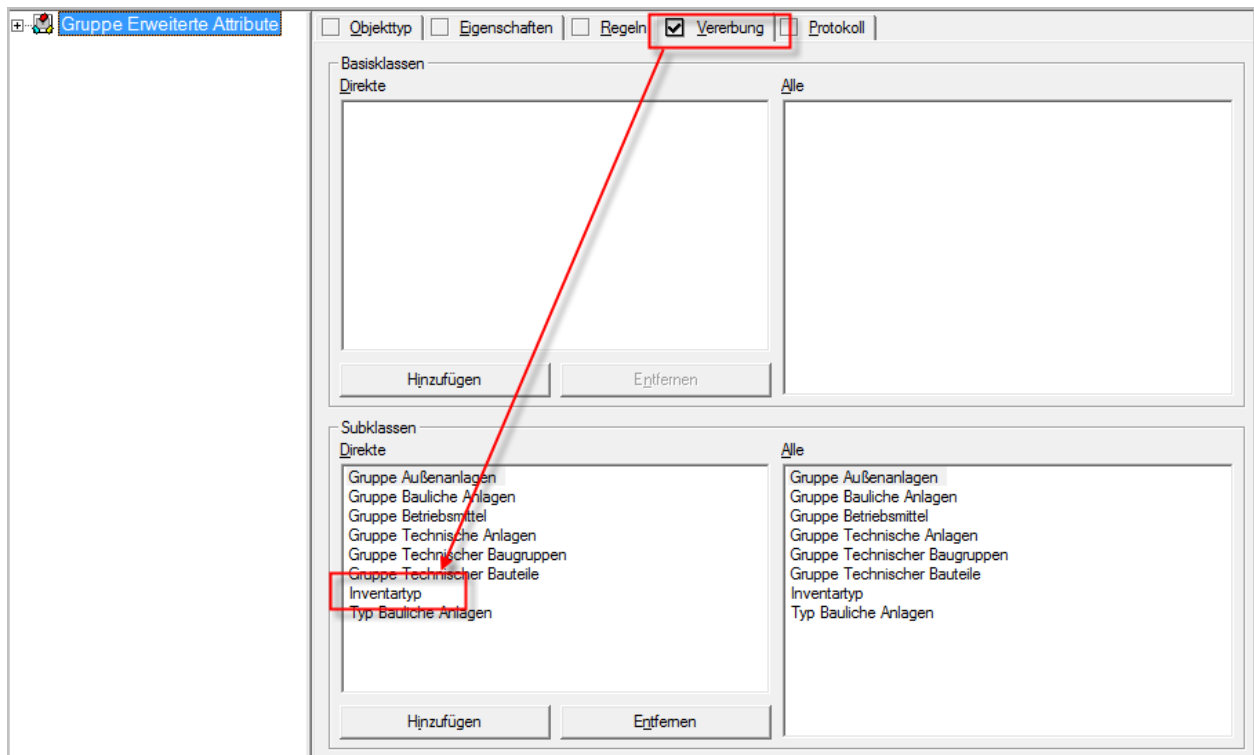 Gruppe Erweiterte Attribute
Objekttyp Eigenschaften Regeln Vererbung Protokoll
Basisklassen
Direkte Alle
Hinzufügen Entfernen
Subklassen
Direkte Alle
Gruppe Außenanlagen Gruppe Außenanlagen
Gruppe Bauliche Anlagen Gruppe Bauliche Anlagen
Gruppe Betriebsmittel Gruppe Betriebsmittel
Gruppe Technische Anlagen Gruppe Technische Anlagen
Gruppe Technischer Baugruppen Gruppe Technischer Baugruppen
Gruppe Technischer Bauteile Gruppe Technischer Bauteile
Inventartyp Inventartyp
Typ Bauliche Anlagen Typ Bauliche Anlagen
Hinzufügen Entfernen